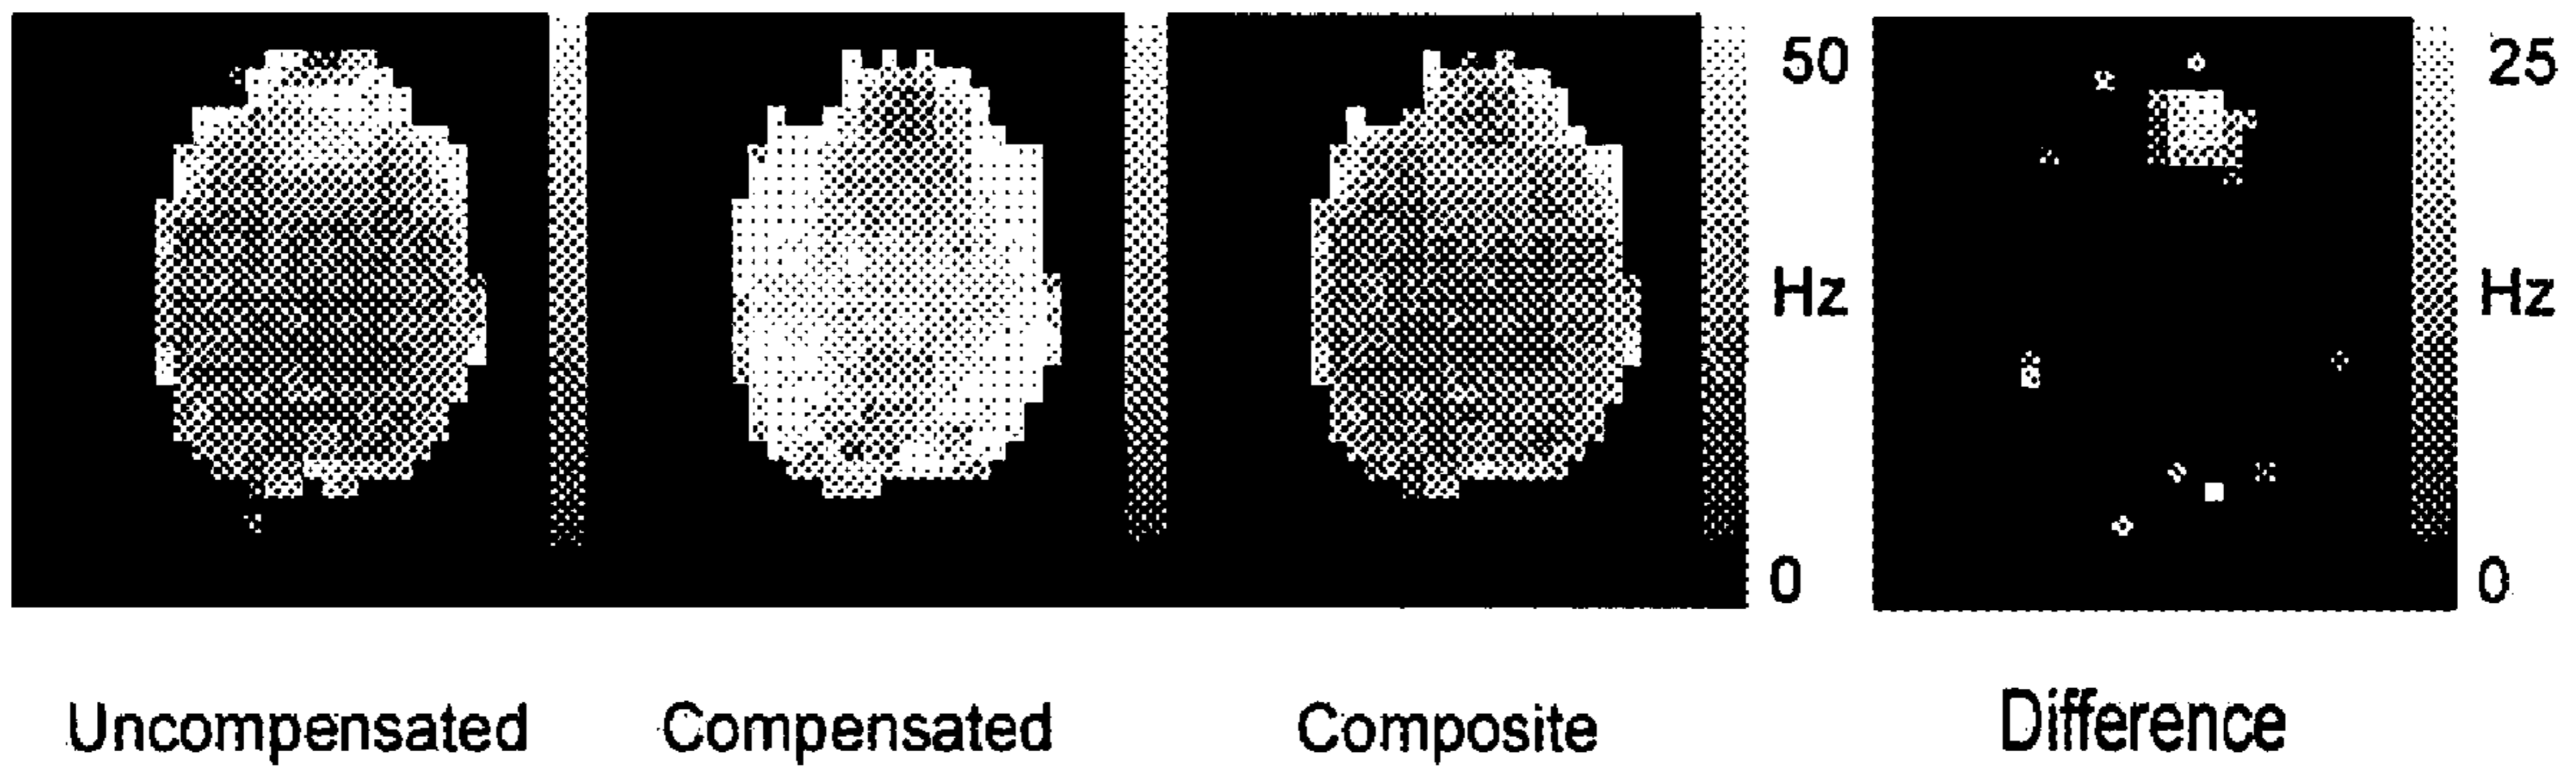 50
Hz
0
25
Hz
0
Uncompensated
Compensated
Composite
Difference